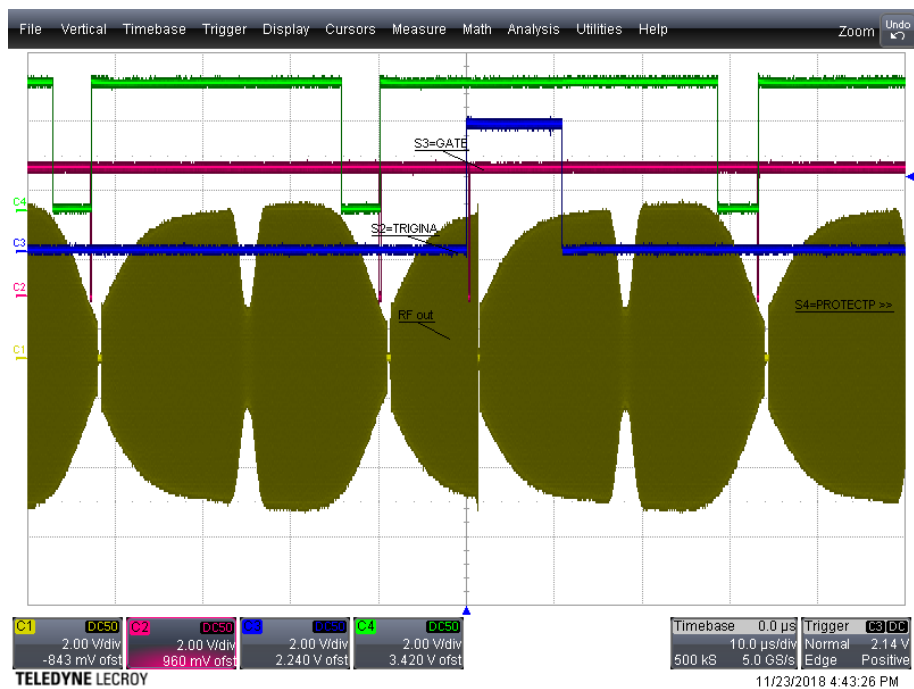 File Vertical Timebase Trigger Display Cursors Measure Math Analysis Utilities Help Zoom Undo
S3=GATE
C4
S2=TRIGINA
C3
C2
S4=PROTECTP >>
RF out
C1
C1 DC50 C2 DC50 C3 DC50 C4 DC50 Timebase 0.0 µs Trigger C3 DC
2.00 V/div 2.00 V/div 2.00 V/div 2.00 V/div 10.0 µs/div Normal 2.14 V
-843 mV ofst 960 mV ofst 2.240 V ofst 3.420 V ofst 500 kS 5.0 GS/s Edge Positive
TELEDYNE LECROY 11/23/2018 4:43:26 PM